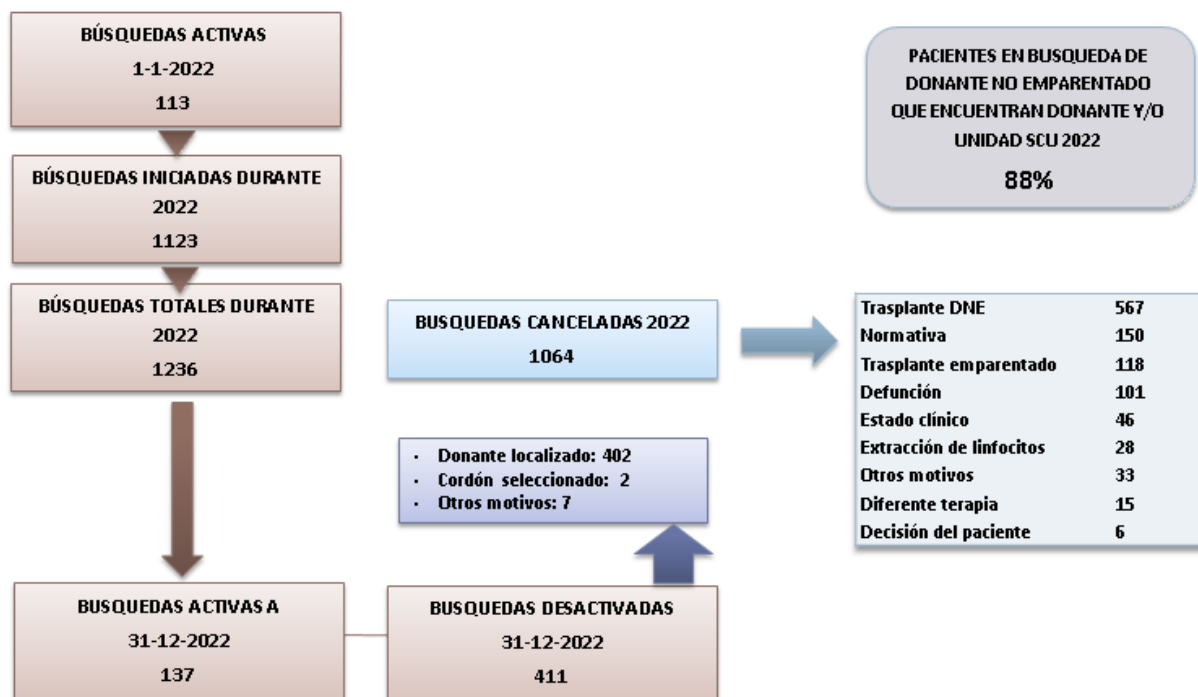 BÚSQUEDAS ACTIVAS
1-1-2022
113
BÚSQUEDAS INICIADAS DURANTE
2022
1123
BÚSQUEDAS TOTALES DURANTE
2022
1236
PACIENTES EN BUSQUEDA DE
DONANTE NO EMPARENTADO
QUE ENCUENTRAN DONANTE Y/O
UNIDAD SCU 2022
88%
BUSQUEDAS CANCELADAS 2022
1064
Trasplante DNE 567
Normativa 150
Trasplante emparentado 118
Defunción 101
Estado clínico 46
Extracción de linfocitos 28
Otros motivos 33
Diferente terapia 15
Decisión del paciente 6
· Donante localizado: 402
· Cordón seleccionado: 2
· Otros motivos: 7
BUSQUEDAS ACTIVAS A
31-12-2022
137
BUSQUEDAS DESACTIVADAS
31-12-2022
411